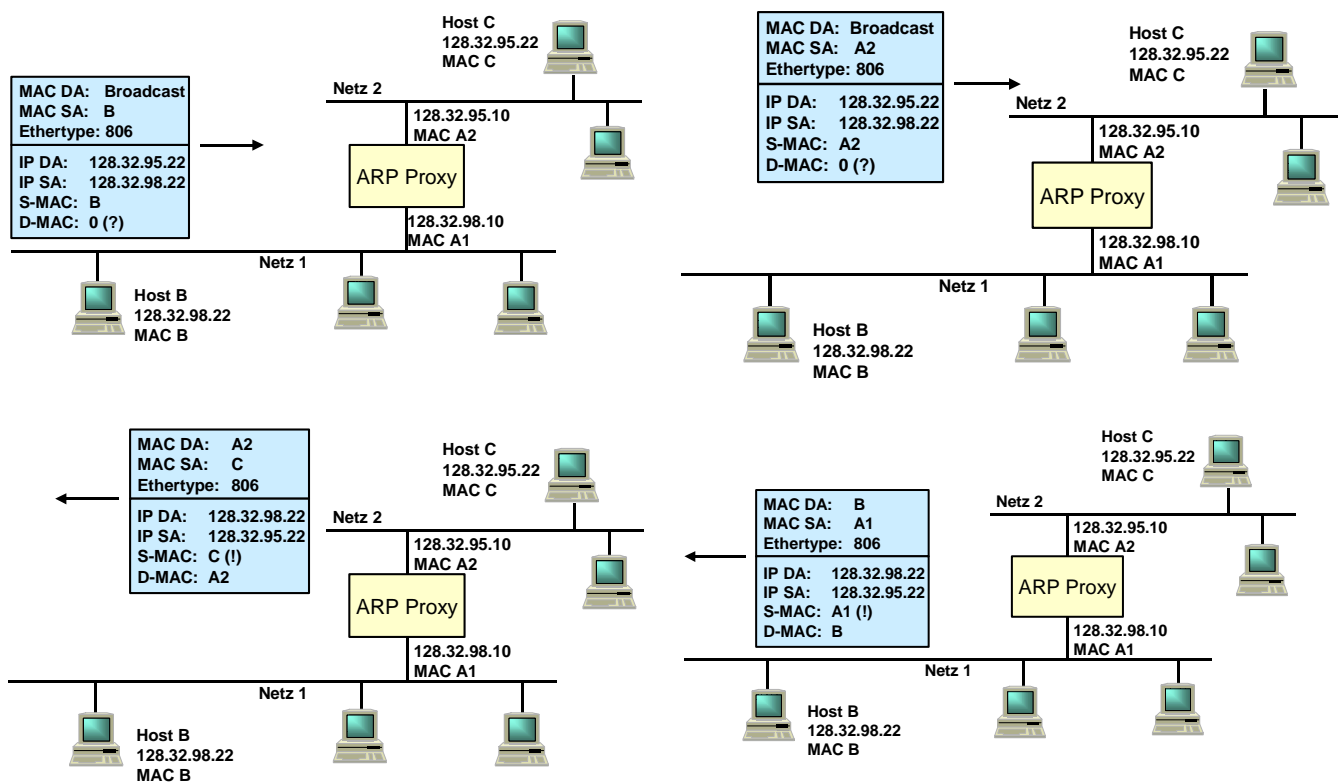 MAC DA: Broadcast
MAC SA: B
Ethertype: 806
IP DA: 128.32.95.22
IP SA: 128.32.98.22
S-MAC: B
D-MAC: 0 (?)
Host C
128.32.95.22
MAC C
Netz 2
128.32.95.10
MAC A2
ARP Proxy
128.32.98.10
MAC A1
Netz 1
Host B
128.32.98.22
MAC B
MAC DA: Broadcast
MAC SA: A2
Ethertype: 806
IP DA: 128.32.95.22
IP SA: 128.32.98.22
S-MAC: A2
D-MAC: 0 (?)
Host C
128.32.95.22
MAC C
Netz 2
128.32.95.10
MAC A2
ARP Proxy
128.32.98.10
MAC A1
Netz 1
Host B
128.32.98.22
MAC B
MAC DA: A2
MAC SA: C
Ethertype: 806
IP DA: 128.32.98.22
IP SA: 128.32.95.22
S-MAC: C (!)
D-MAC: A2
Host C
128.32.95.22
MAC C
Netz 2
128.32.95.10
MAC A2
ARP Proxy
128.32.98.10
MAC A1
Netz 1
Host B
128.32.98.22
MAC B
MAC DA: B
MAC SA: A1
Ethertype: 806
IP DA: 128.32.98.22
IP SA: 128.32.95.22
S-MAC: A1 (!)
D-MAC: B
Host C
128.32.95.22
MAC C
Netz 2
128.32.95.10
MAC A2
ARP Proxy
128.32.98.10
MAC A1
Netz 1
Host B
128.32.98.22
MAC B